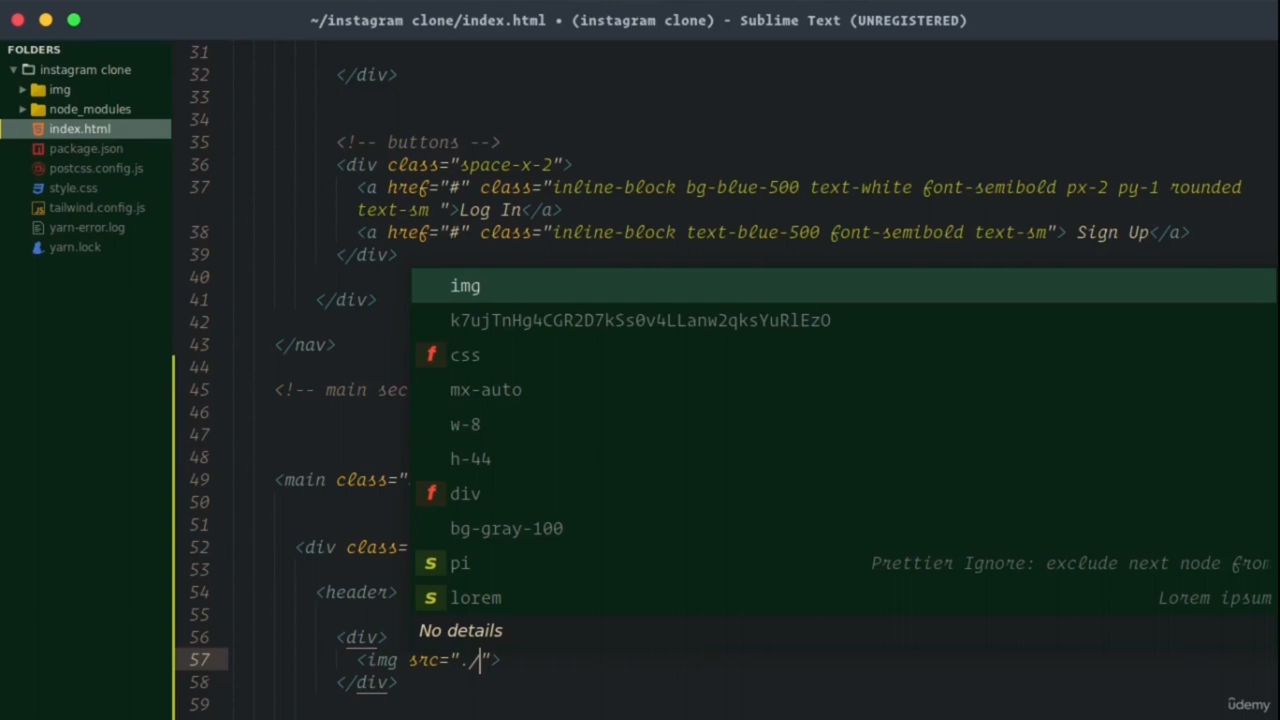 ~/instagram clone/index.html • (instagram clone) - Sublime Text (UNREGISTERED)
FOLDERS
instagram clone
img
node_modules
index.html
package.json
postcss.config.js
style.css
tailwind.config.js
yarn-error.log
yarn.lock
31
32 </div>
33
34
35 <!-- buttons -->
36 <div class="space-x-2">
37 <a href="#" class="inline-block bg-blue-500 text-white font-semibold px-2 py-1 rounded
text-sm ">Log In</a>
38 <a href="#" class="inline-block text-blue-500 font-semibold text-sm"> Sign Up</a>
39 </div>
40
41 </div>
42
43 </nav>
44
45 <!-- main sec
46
47
48
49 <main class="
50
51
52 <div class=
53
54 <header>
55
56 <div>
57 <img src="./">
58 </div>
59
img
k7ujTnHg4CGR2D7kSs0v4LLanw2qksYuRlEzO
f css
mx-auto
w-8
h-44
f div
bg-gray-100
s pi Prettier Ignore: exclude next node from
s lorem Lorem ipsum
No details
ûdemy